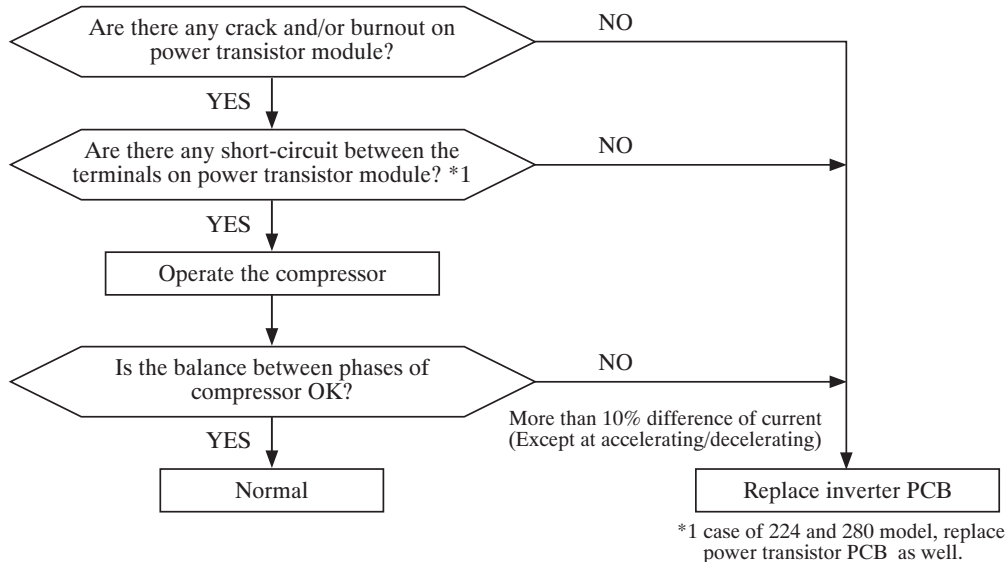 Are there any crack and/or burnout on
power transistor module?
NO
YES
Are there any short-circuit between the
terminals on power transistor module? *1
NO
YES
Operate the compressor
Is the balance between phases of
compressor OK?
NO
More than 10% difference of current
(Except at accelerating/decelerating)
YES
Normal
Replace inverter PCB
*1 case of 224 and 280 model, replace
power transistor PCB as well.